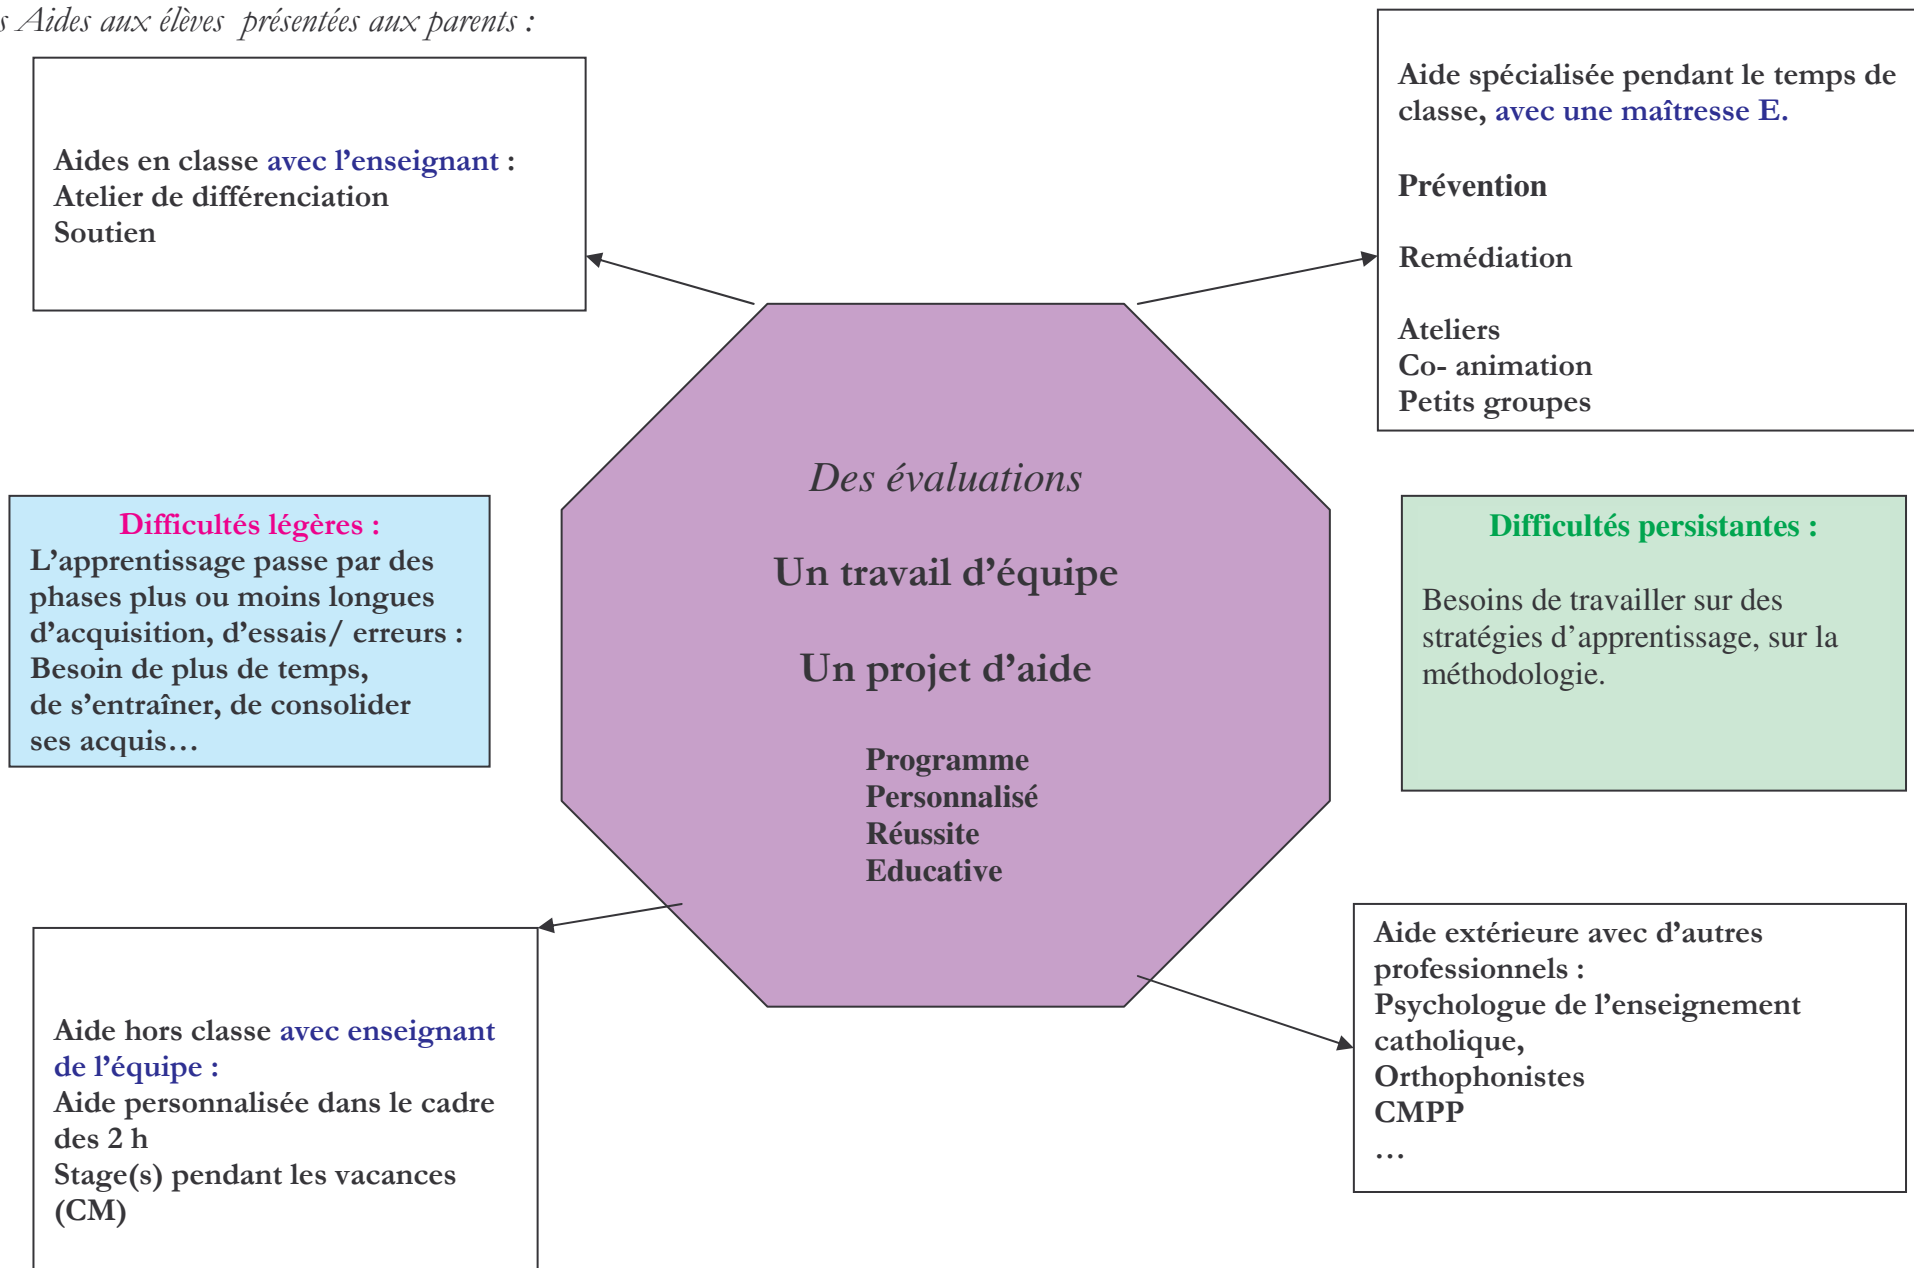 Aides aux élèves présentées aux parents :
Aides en classe avec l’enseignant :
Atelier de différenciation
Soutien
Aide spécialisée pendant le temps de
classe, avec une maîtresse E.
Prévention
Remédiation
Ateliers
Co- animation
Petits groupes
Difficultés légères :
L’apprentissage passe par des
phases plus ou moins longues
d’acquisition, d’essais/ erreurs :
Besoin de plus de temps,
de s’entraîner, de consolider
ses acquis…
Des évaluations
Un travail d’équipe
Un projet d’aide
Programme
Personnalisé
Réussite
Educative
Difficultés persistantes :
Besoins de travailler sur des
stratégies d’apprentissage, sur la
méthodologie.
Aide hors classe avec enseignant
de l’équipe :
Aide personnalisée dans le cadre
des 2 h
Stage(s) pendant les vacances
(CM)
Aide extérieure avec d’autres
professionnels :
Psychologue de l’enseignement
catholique,
Orthophonistes
CMPP
…